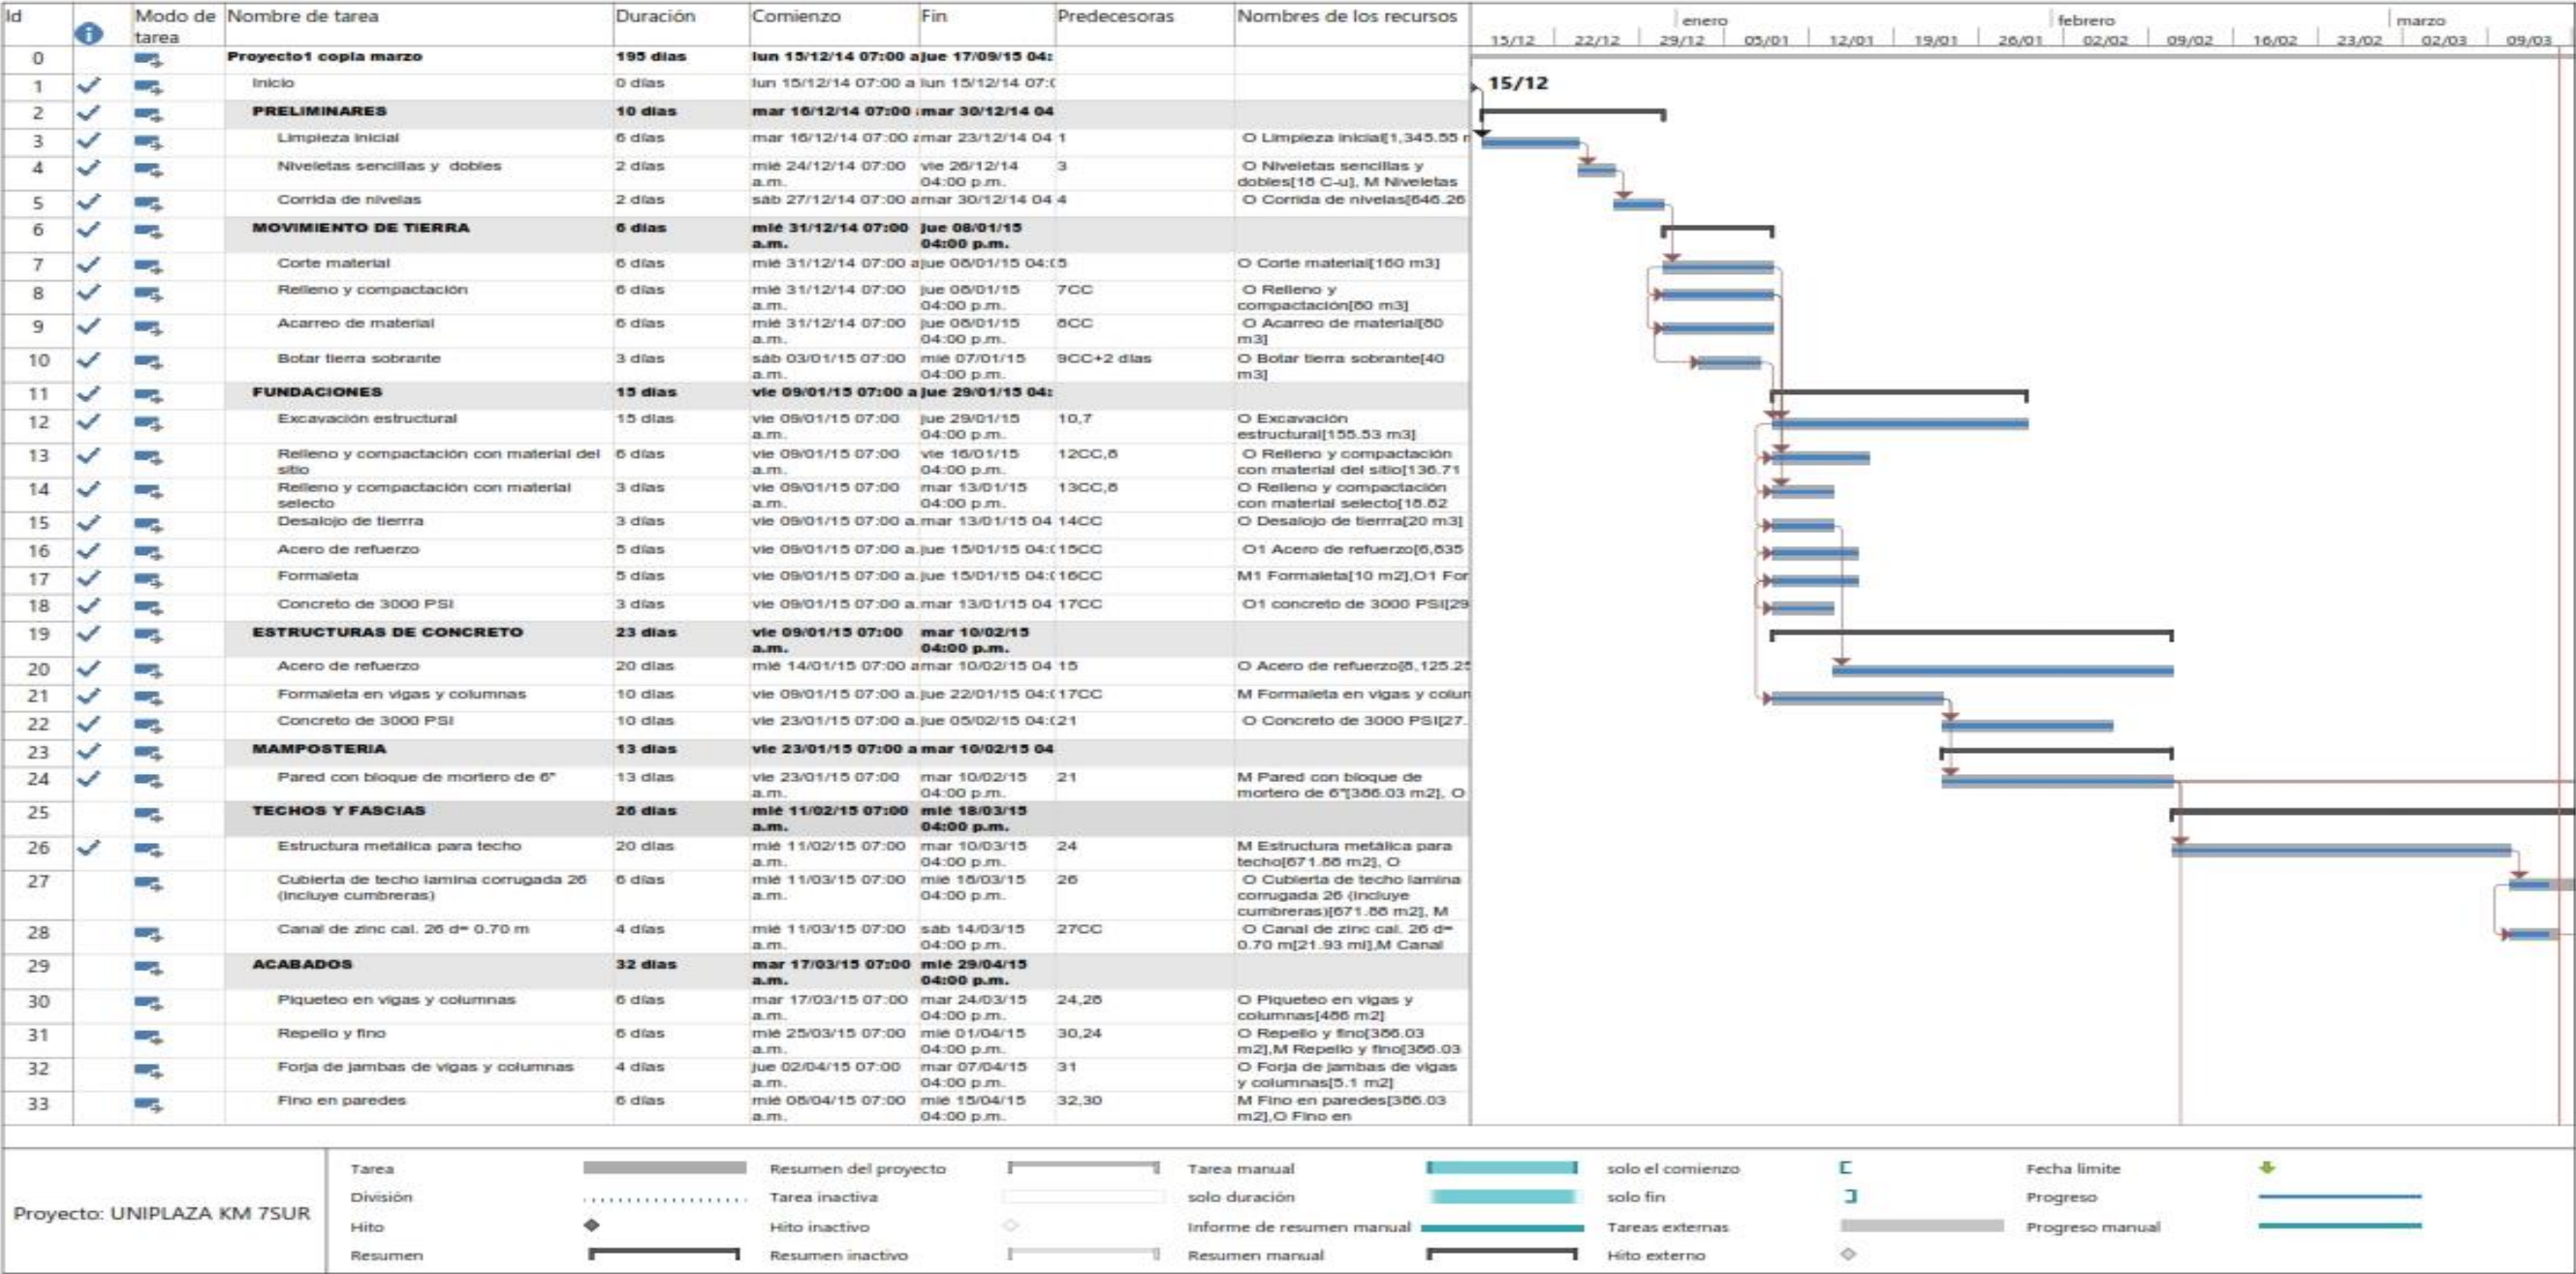 Id Modo de tarea Nombre de tarea Duración Comienzo Fin Predecesoras Nombres de los recursos
enero febrero marzo
15/12 22/12 29/12 05/01 12/01 19/01 26/01 02/02 09/02 16/02 23/02 02/03 09/03
0 Proyecto1 copia marzo 195 días lun 15/12/14 07:00 a jue 17/09/15 04:
1 Inicio 0 días lun 15/12/14 07:00 a lun 15/12/14 07:0
15/12
2 PRELIMINARES 10 días mar 16/12/14 07:00 mar 30/12/14 04
3 Limpieza inicial 6 días mar 16/12/14 07:00 a mar 23/12/14 04 1 O Limpieza inicial[1,345.55
4 Niveletas sencillas y dobles 2 días mié 24/12/14 07:00 a.m. vie 26/12/14 04:00 p.m. 3 O Niveletas sencillas y dobles[18 C-u], M Niveletas
5 Corrida de nivelas 2 días sáb 27/12/14 07:00 a mar 30/12/14 04 4 O Corrida de nivelas[646.26
6 MOVIMIENTO DE TIERRA 6 días mié 31/12/14 07:00 a.m. jue 08/01/15 04:00 p.m.
7 Corte material 6 días mié 31/12/14 07:00 a jue 08/01/15 04:0 5 O Corte material[160 m3]
8 Relleno y compactación 6 días mié 31/12/14 07:00 a.m. jue 08/01/15 04:00 p.m. 7CC O Relleno y compactación[80 m3]
9 Acarreo de material 6 días mié 31/12/14 07:00 a.m. jue 08/01/15 04:00 p.m. 8CC O Acarreo de material[80 m3]
10 Botar tierra sobrante 3 días sáb 03/01/15 07:00 a.m. mié 07/01/15 04:00 p.m. 9CC+2 días O Botar tierra sobrante[40 m3]
11 FUNDACIONES 15 días vie 09/01/15 07:00 a jue 29/01/15 04:
12 Excavación estructural 15 días vie 09/01/15 07:00 a.m. jue 29/01/15 04:00 p.m. 10,7 O Excavación estructural[155.53 m3]
13 Relleno y compactación con material del sitio 6 días vie 09/01/15 07:00 a.m. vie 16/01/15 04:00 p.m. 12CC,8 O Relleno y compactación con material del sitio[136.71
14 Relleno y compactación con material selecto 3 días vie 09/01/15 07:00 a.m. mar 13/01/15 04:00 p.m. 13CC,8 O Relleno y compactación con material selecto[18.82
15 Desalojo de tierrra 3 días vie 09/01/15 07:00 a. mar 13/01/15 04 14CC O Desalojo de tierrra[20 m3]
16 Acero de refuerzo 5 días vie 09/01/15 07:00 a. jue 15/01/15 04:0 15CC O1 Acero de refuerzo[6,835
17 Formaleta 5 días vie 09/01/15 07:00 a. jue 15/01/15 04:0 16CC M1 Formaleta[10 m2],O1 For
18 Concreto de 3000 PSI 3 días vie 09/01/15 07:00 a. mar 13/01/15 04 17CC O1 concreto de 3000 PSI[29
19 ESTRUCTURAS DE CONCRETO 23 días vie 09/01/15 07:00 a.m. mar 10/02/15 04:00 p.m.
20 Acero de refuerzo 20 días mié 14/01/15 07:00 a mar 10/02/15 04 15 O Acero de refuerzo[8,125.25
21 Formaleta en vigas y columnas 10 días vie 09/01/15 07:00 a. jue 22/01/15 04:0 17CC M Formaleta en vigas y colun
22 Concreto de 3000 PSI 10 días vie 23/01/15 07:00 a. jue 05/02/15 04:0 21 O Concreto de 3000 PSI[27.
23 MAMPOSTERIA 13 días vie 23/01/15 07:00 a mar 10/02/15 04
24 Pared con bloque de mortero de 6" 13 días vie 23/01/15 07:00 a.m. mar 10/02/15 04:00 p.m. 21 M Pared con bloque de mortero de 6"[386.03 m2], O
25 TECHOS Y FASCIAS 26 días mié 11/02/15 07:00 a.m. mié 18/03/15 04:00 p.m.
26 Estructura metálica para techo 20 días mié 11/02/15 07:00 a.m. mar 10/03/15 04:00 p.m. 24 M Estructura metálica para techo[671.88 m2], O
27 Cubierta de techo lamina corrugada 26 (incluye cumbreras) 6 días mié 11/03/15 07:00 a.m. mié 18/03/15 04:00 p.m. 26 O Cubierta de techo lamina corrugada 26 (incluye cumbreras)[671.88 m2], M
28 Canal de zinc cal. 26 d= 0.70 m 4 días mié 11/03/15 07:00 a.m. sáb 14/03/15 04:00 p.m. 27CC O Canal de zinc cal. 26 d= 0.70 m[21.93 ml],M Canal
29 ACABADOS 32 días mar 17/03/15 07:00 a.m. mié 29/04/15 04:00 p.m.
30 Piqueteo en vigas y columnas 6 días mar 17/03/15 07:00 a.m. mar 24/03/15 04:00 p.m. 24,28 O Piqueteo en vigas y columnas[486 m2]
31 Repello y fino 6 días mié 25/03/15 07:00 a.m. mié 01/04/15 04:00 p.m. 30,24 O Repello y fino[386.03 m2],M Repello y fino[386.03
32 Forja de jambas de vigas y columnas 4 días jue 02/04/15 07:00 a.m. mar 07/04/15 04:00 p.m. 31 O Forja de jambas de vigas y columnas[5.1 m2]
33 Fino en paredes 6 días mié 08/04/15 07:00 a.m. mié 15/04/15 04:00 p.m. 32,30 M Fino en paredes[386.03 m2],O Fino en
Proyecto: UNIPLAZA KM 7SUR
Tarea Resumen del proyecto Tarea manual solo el comienzo Fecha límite
División Tarea inactiva solo duración solo fin Progreso
Hito Hito inactivo Informe de resumen manual Tareas externas Progreso manual
Resumen Resumen inactivo Resumen manual Hito externo